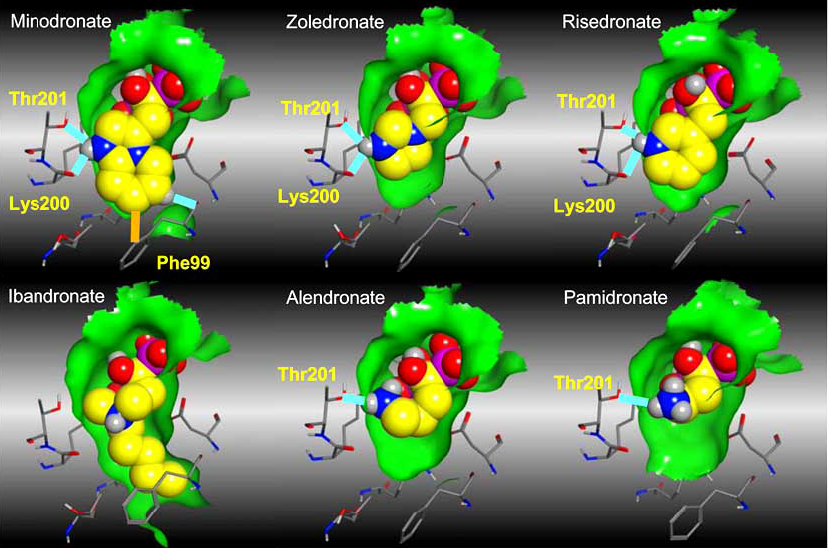 Minodronate
Zoledronate
Risedronate
Thr201
Thr201
Thr201
Lys200
Lys200
Lys200
Phe99
Ibandronate
Alendronate
Pamidronate
Thr201
Thr201